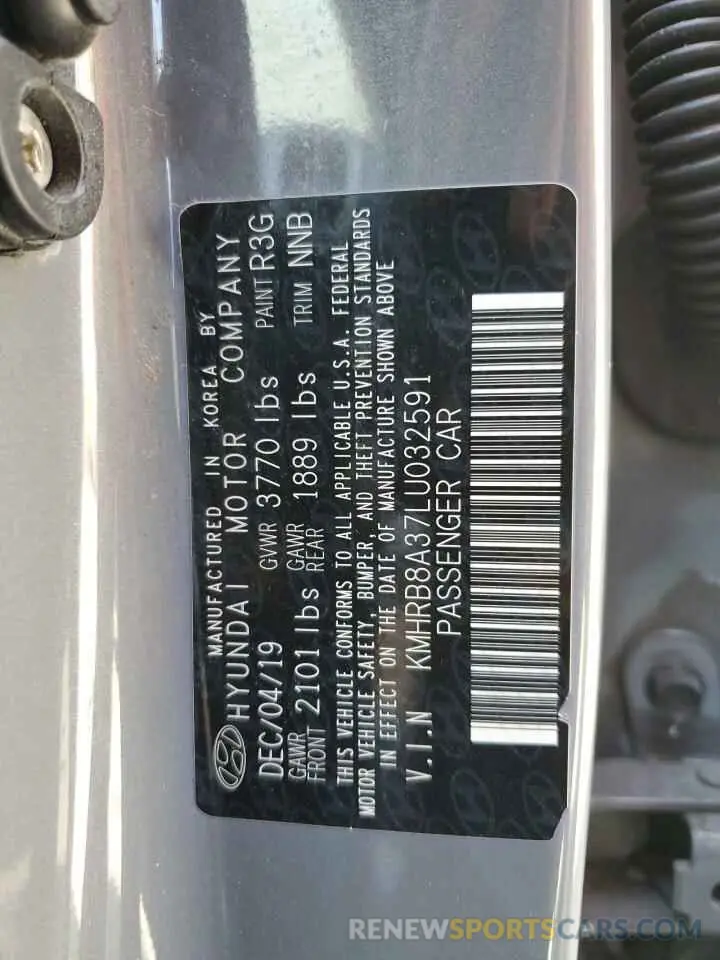 MANUFACTURED IN KOREA BY
HYUNDAI MOTOR COMPANY
DEC/04/19 GVWR 3770 lbs PAINT R3G
GAWR FRONT 2101 lbs GAWR REAR 1889 lbs TRIM NNB
THIS VEHICLE CONFORMS TO ALL APPLICABLE U.S.A. FEDERAL
MOTOR VEHICLE SAFETY, BUMPER, AND THEFT PREVENTION STANDARDS
IN EFFECT ON THE DATE OF MANUFACTURE SHOWN ABOVE
V.I.N KMHRB8A37LU032591
PASSENGER CAR
RENEWSPORTSCARS.COM